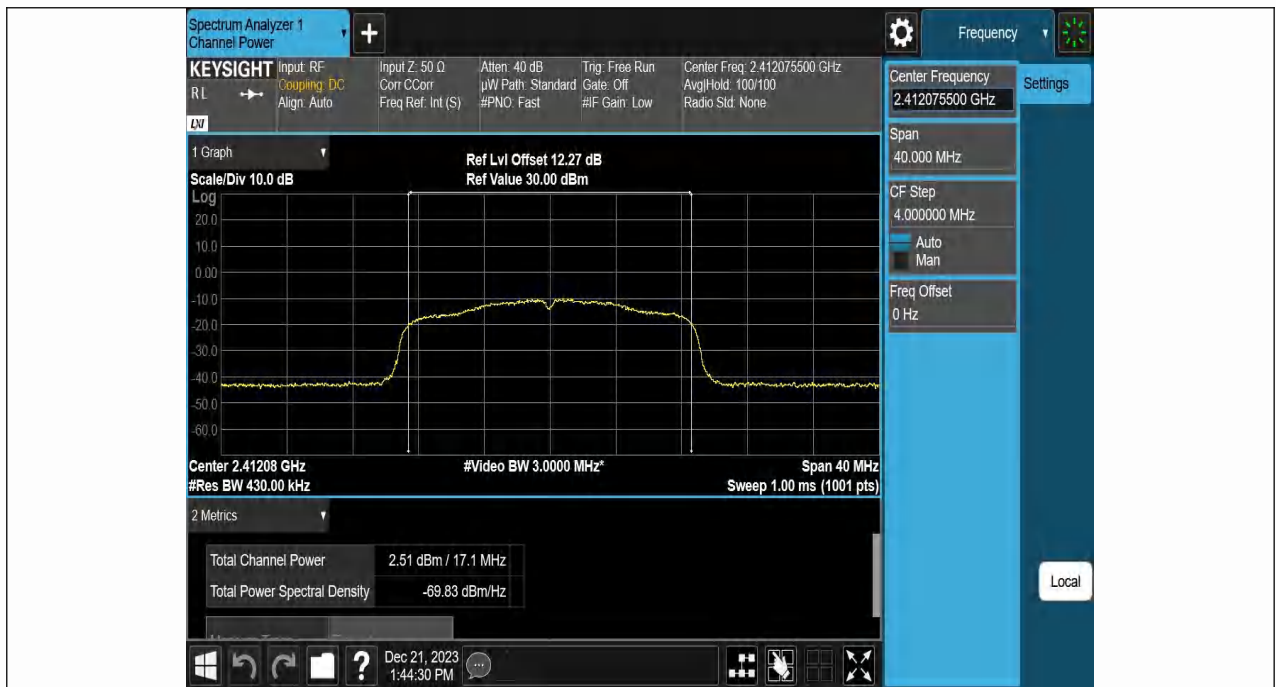 Spectrum Analyzer 1
Channel Power
+
Frequency
KEYSIGHT
RL
LXI
Input: RF
Coupling: DC
Align: Auto
Input Z: 50 Ω
Corr CCorr
Freq Ref: Int (S)
Atten: 40 dB
µW Path: Standard
#PNO: Fast
Trig: Free Run
Gate: Off
#IF Gain: Low
Center Freq: 2.412075500 GHz
Avg|Hold: 100/100
Radio Std: None
Center Frequency
2.412075500 GHz
Settings
Span
40.000 MHz
CF Step
4.000000 MHz
Auto
Man
Freq Offset
0 Hz
1 Graph
Scale/Div 10.0 dB
Ref Lvl Offset 12.27 dB
Ref Value 30.00 dBm
Log
20.0
10.0
0.00
-10.0
-20.0
-30.0
-40.0
-50.0
-60.0
Center 2.41208 GHz
#Res BW 430.00 kHz
#Video BW 3.0000 MHz*
Span 40 MHz
Sweep 1.00 ms (1001 pts)
2 Metrics
Total Channel Power 2.51 dBm / 17.1 MHz
Total Power Spectral Density -69.83 dBm/Hz
Local
?
Dec 21, 2023
1:44:30 PM